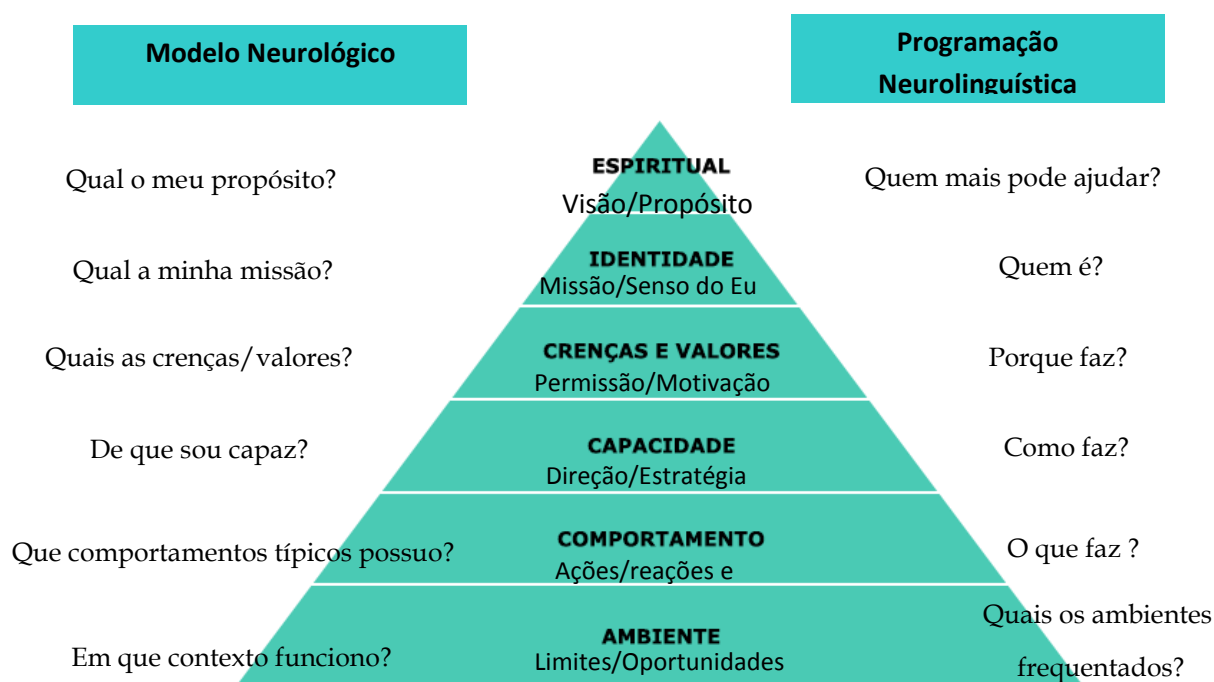 Modelo Neurológico
Programação
Neurolinguística
Qual o meu propósito?
ESPIRITUAL
Visão/Propósito
Quem mais pode ajudar?
Qual a minha missão?
IDENTIDADE
Missão/Senso do Eu
Quem é?
Quais as crenças/valores?
CRENÇAS E VALORES
Permissão/Motivação
Porque faz?
De que sou capaz?
CAPACIDADE
Direção/Estratégia
Como faz?
Que comportamentos típicos possuo?
COMPORTAMENTO
Ações/reações e
O que faz ?
Em que contexto funciono?
AMBIENTE
Limites/Oportunidades
Quais os ambientes
frequentados?